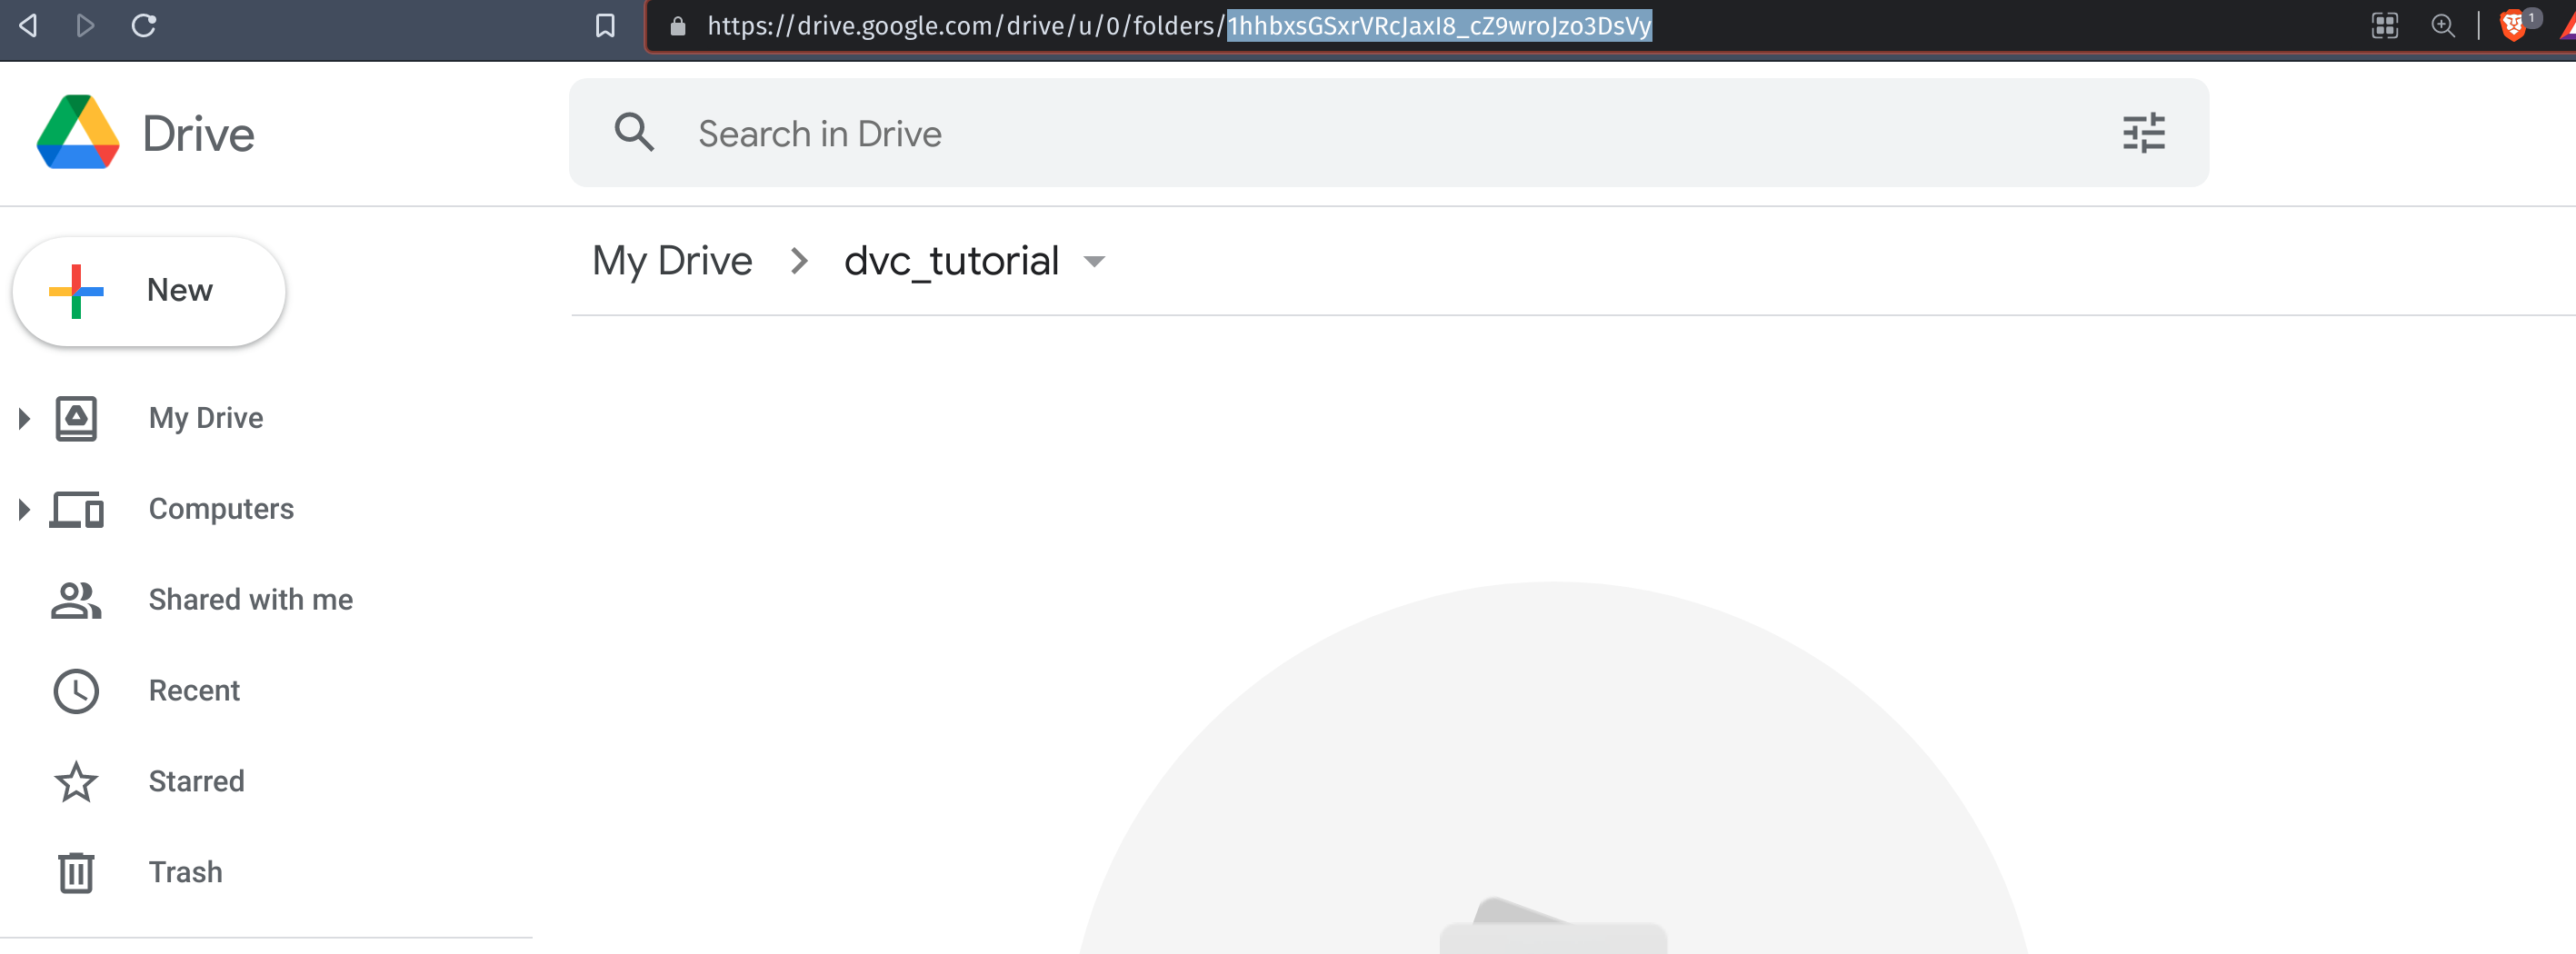 https://drive.google.com/drive/u/0/folders/1hhbxsGSxrVRcJaxI8_cZ9wroJzo3DsVy
1
Drive
Search in Drive
My Drive
dvc_tutorial
New
My Drive
Computers
Shared with me
Recent
Starred
Trash